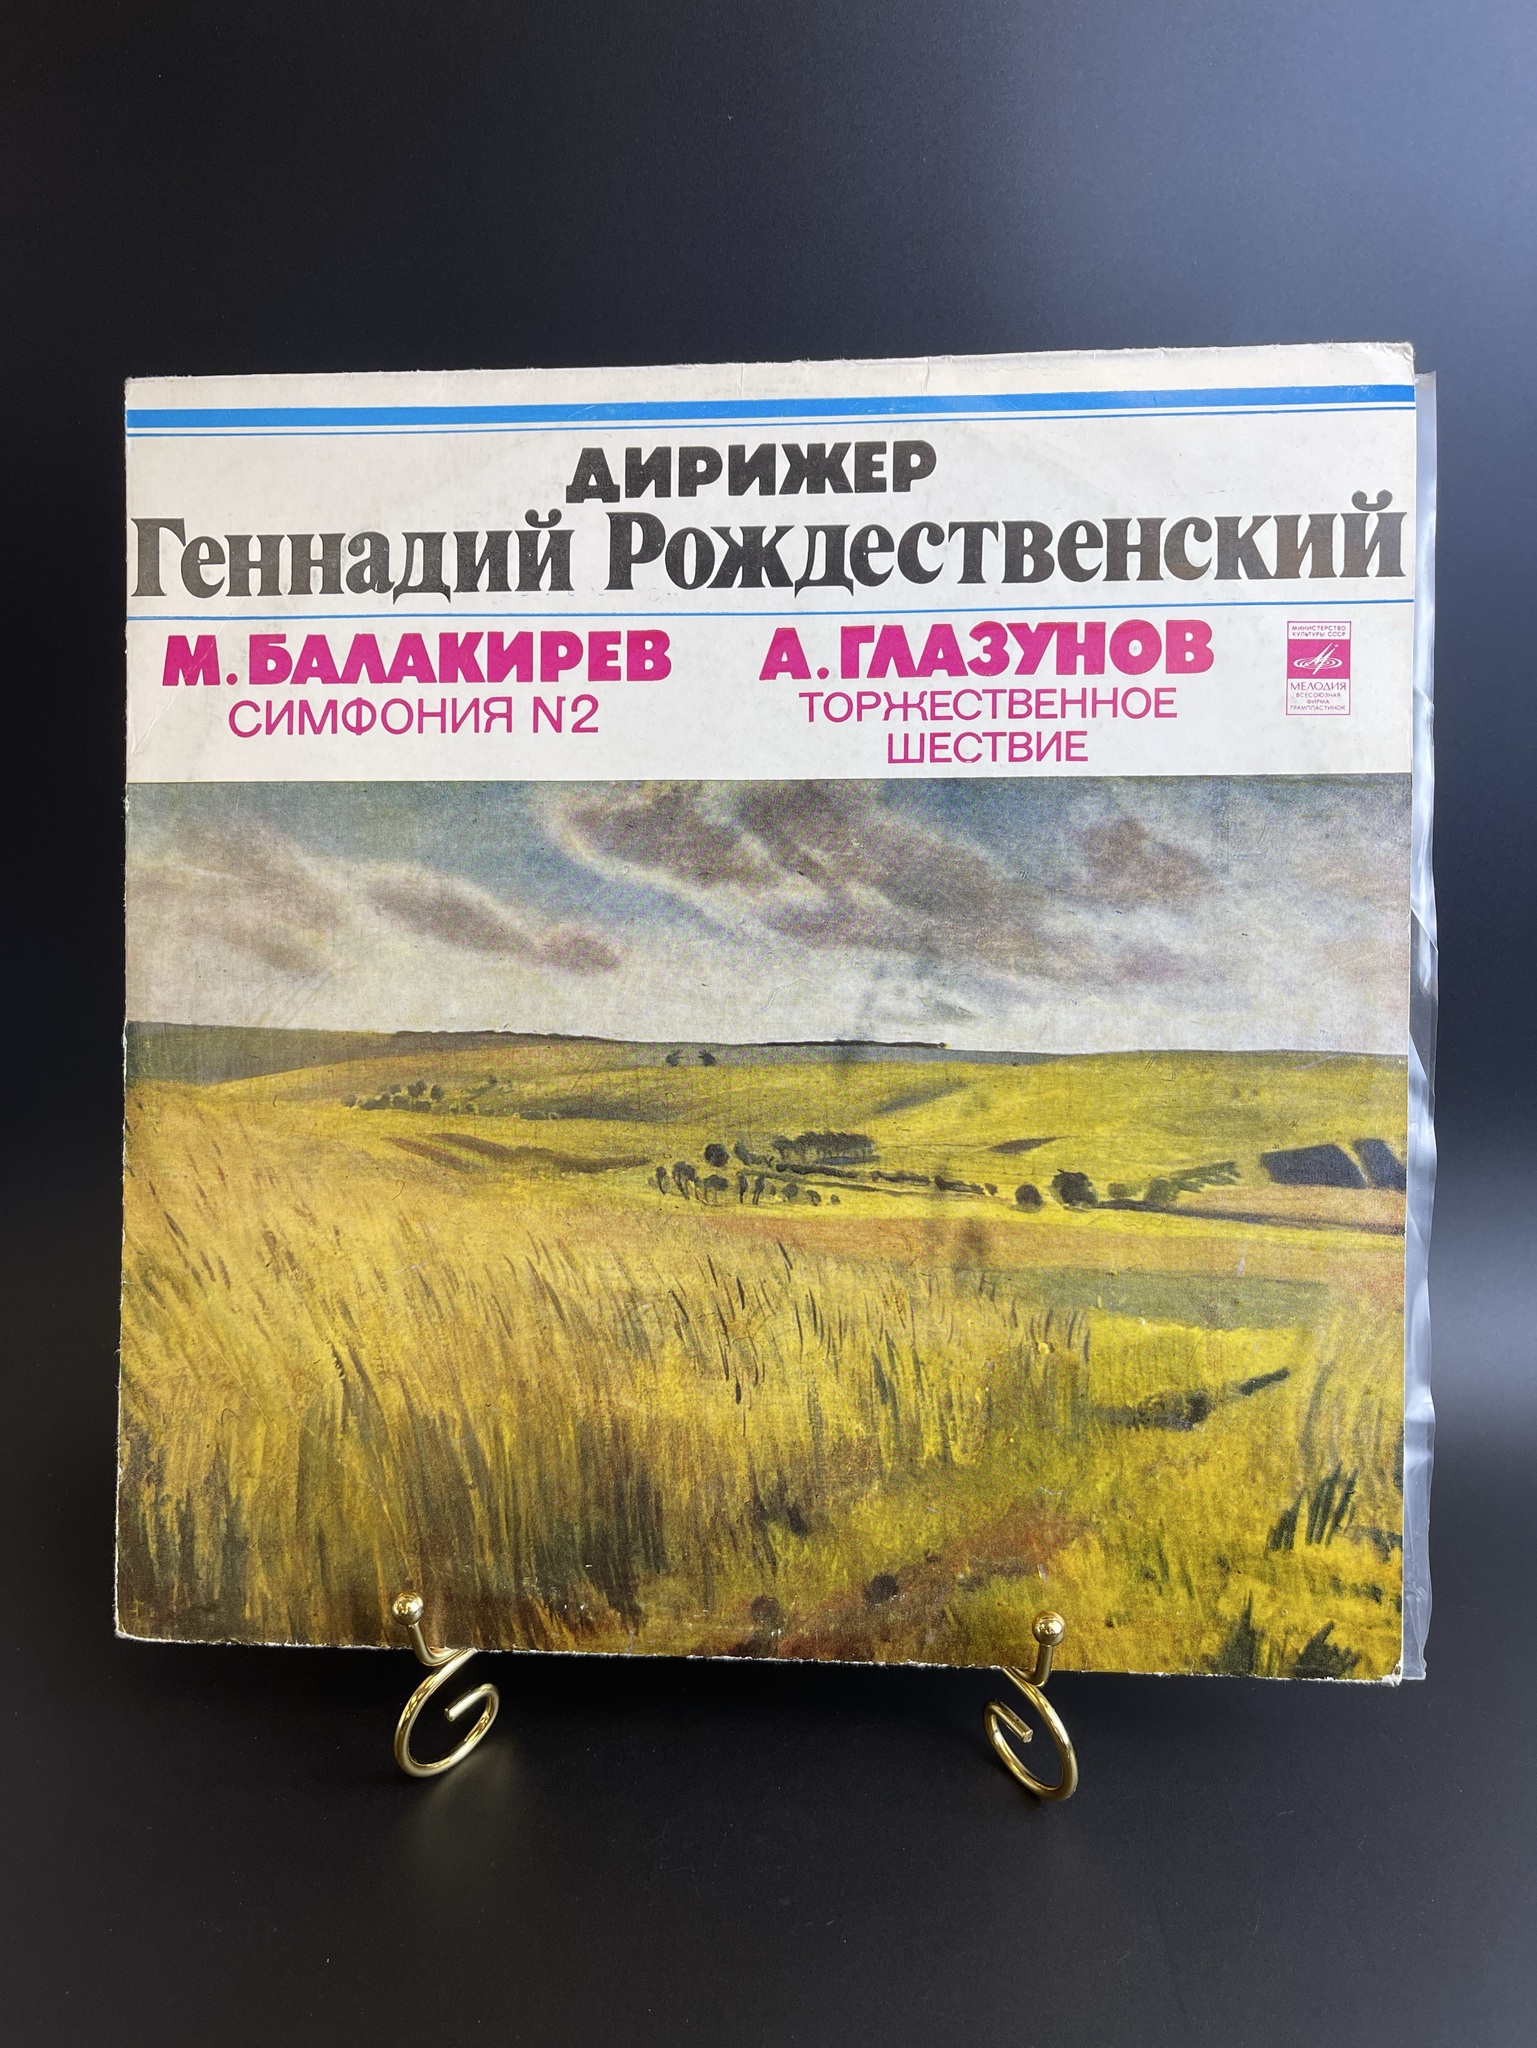 ДИРИЖЕР
Геннадий Рождественский
М. БАЛАКИРЕВ
СИМФОНИЯ N2
А. ГЛАЗУНОВ
ТОРЖЕСТВЕННОЕ
ШЕСТВИЕ
МИНИСТЕРСТВО
КУЛЬТУРЫ СССР
МЕЛОДИЯ
ВСЕСОЮЗНАЯ
ФИРМА
ГРАМПЛАСТИНОК